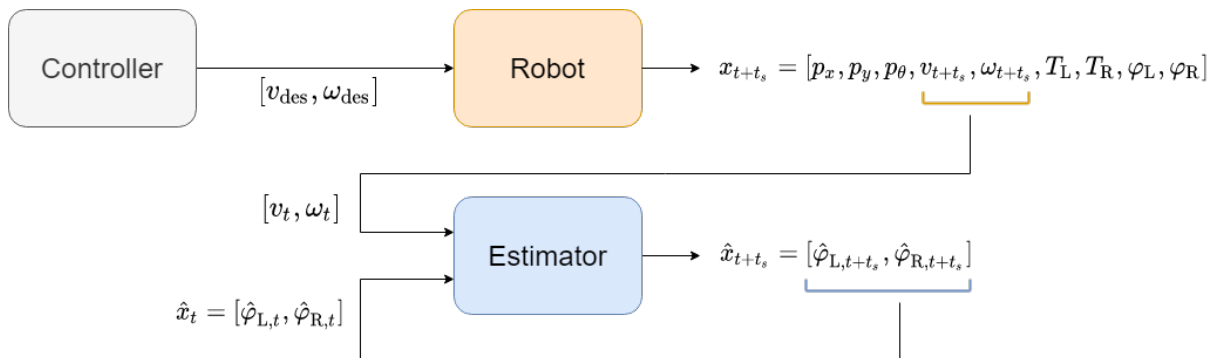 Controller
[v_des, ω_des]
Robot
x_{t+t_s} = [p_x, p_y, p_θ, v_{t+t_s}, ω_{t+t_s}, T_L, T_R, φ_L, φ_R]
[v_t, ω_t]
Estimator
x̂_{t+t_s} = [φ̂_{L,t+t_s}, φ̂_{R,t+t_s}]
x̂_t = [φ̂_{L,t}, φ̂_{R,t}]